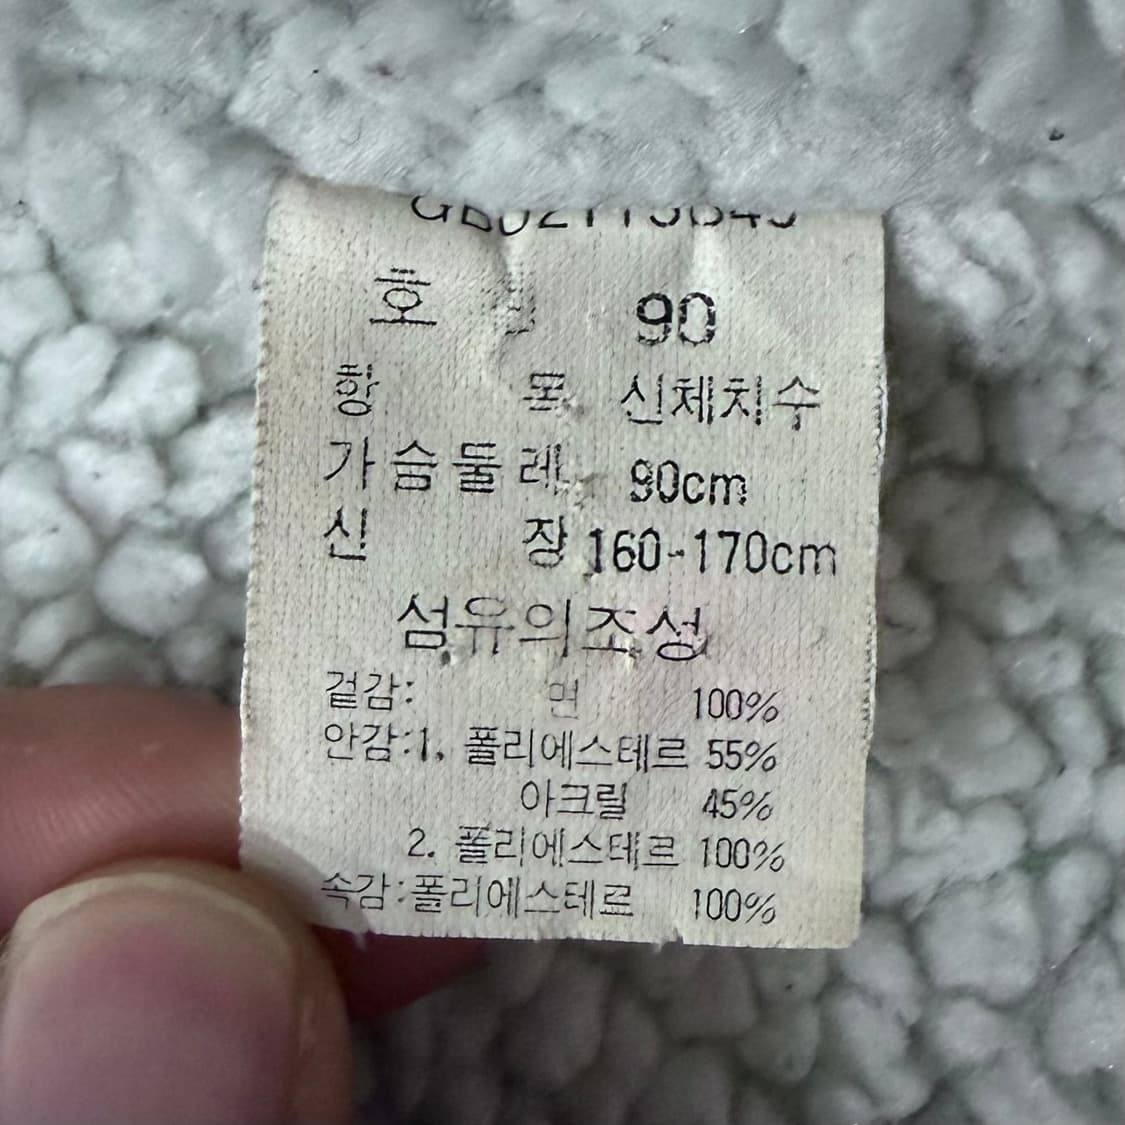 호 칭 90
항 목 신체치수
가슴둘레 90cm
신 장 160-170cm
섬유의조성
겉감: 면 100%
안감:1. 폴리에스테르 55%
아크릴 45%
2. 폴리에스테르 100%
속감:폴리에스테르 100%